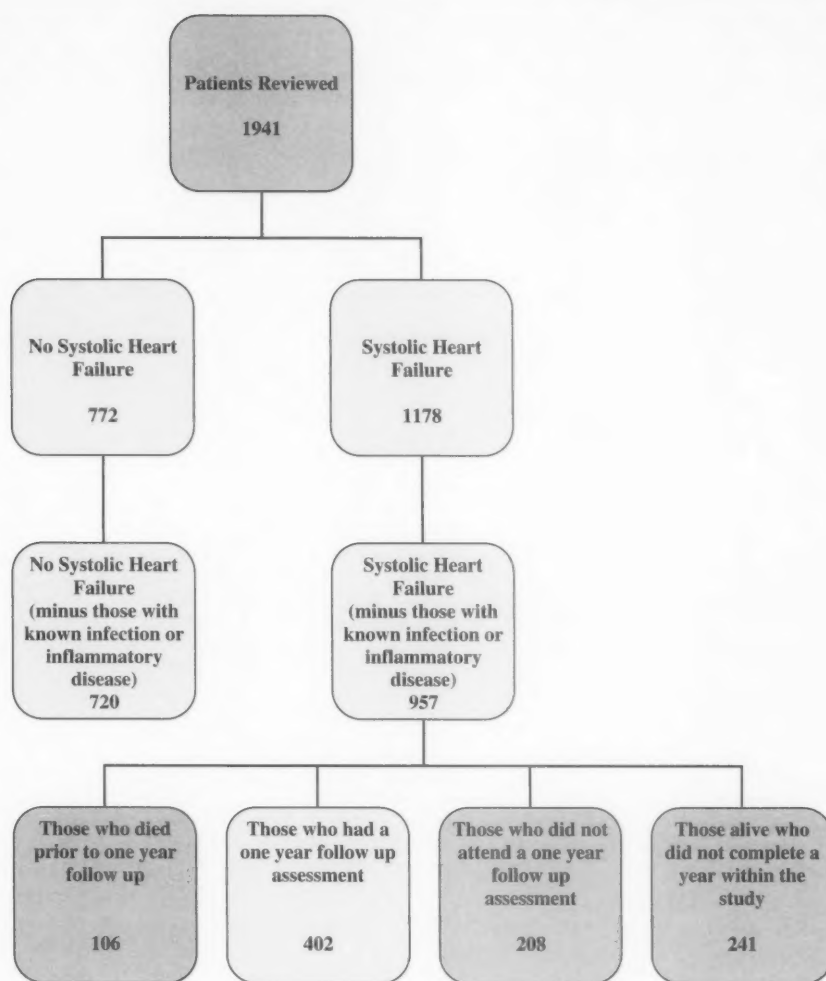 Patients Reviewed
1941
No Systolic Heart
Failure
772
Systolic Heart
Failure
1178
No Systolic Heart
Failure
(minus those with
known infection or
inflammatory
disease)
720
Systolic Heart
Failure
(minus those with
known infection or
inflammatory
disease)
957
Those who died
prior to one year
follow up
106
Those who had a
one year follow up
assessment
402
Those who did not
attend a one year
follow up
assessment
208
Those alive who
did not complete a
year within the
study
241